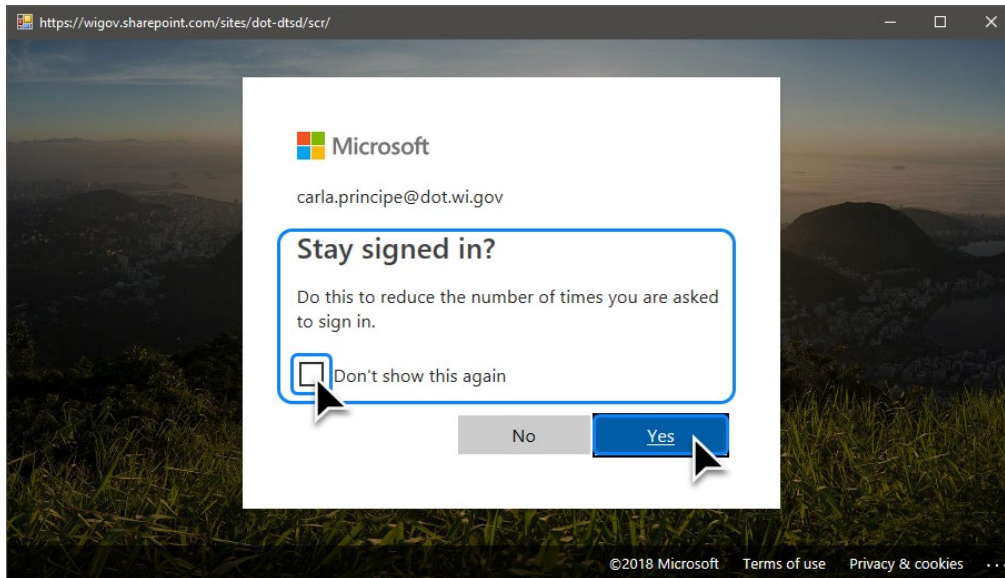 https://wigov.sharepoint.com/sites/dot-dtsd/scr/
Microsoft
carla.principe@dot.wi.gov
Stay signed in?
Do this to reduce the number of times you are asked
to sign in.
Don't show this again
No Yes
©2018 Microsoft Terms of use Privacy & cookies ...